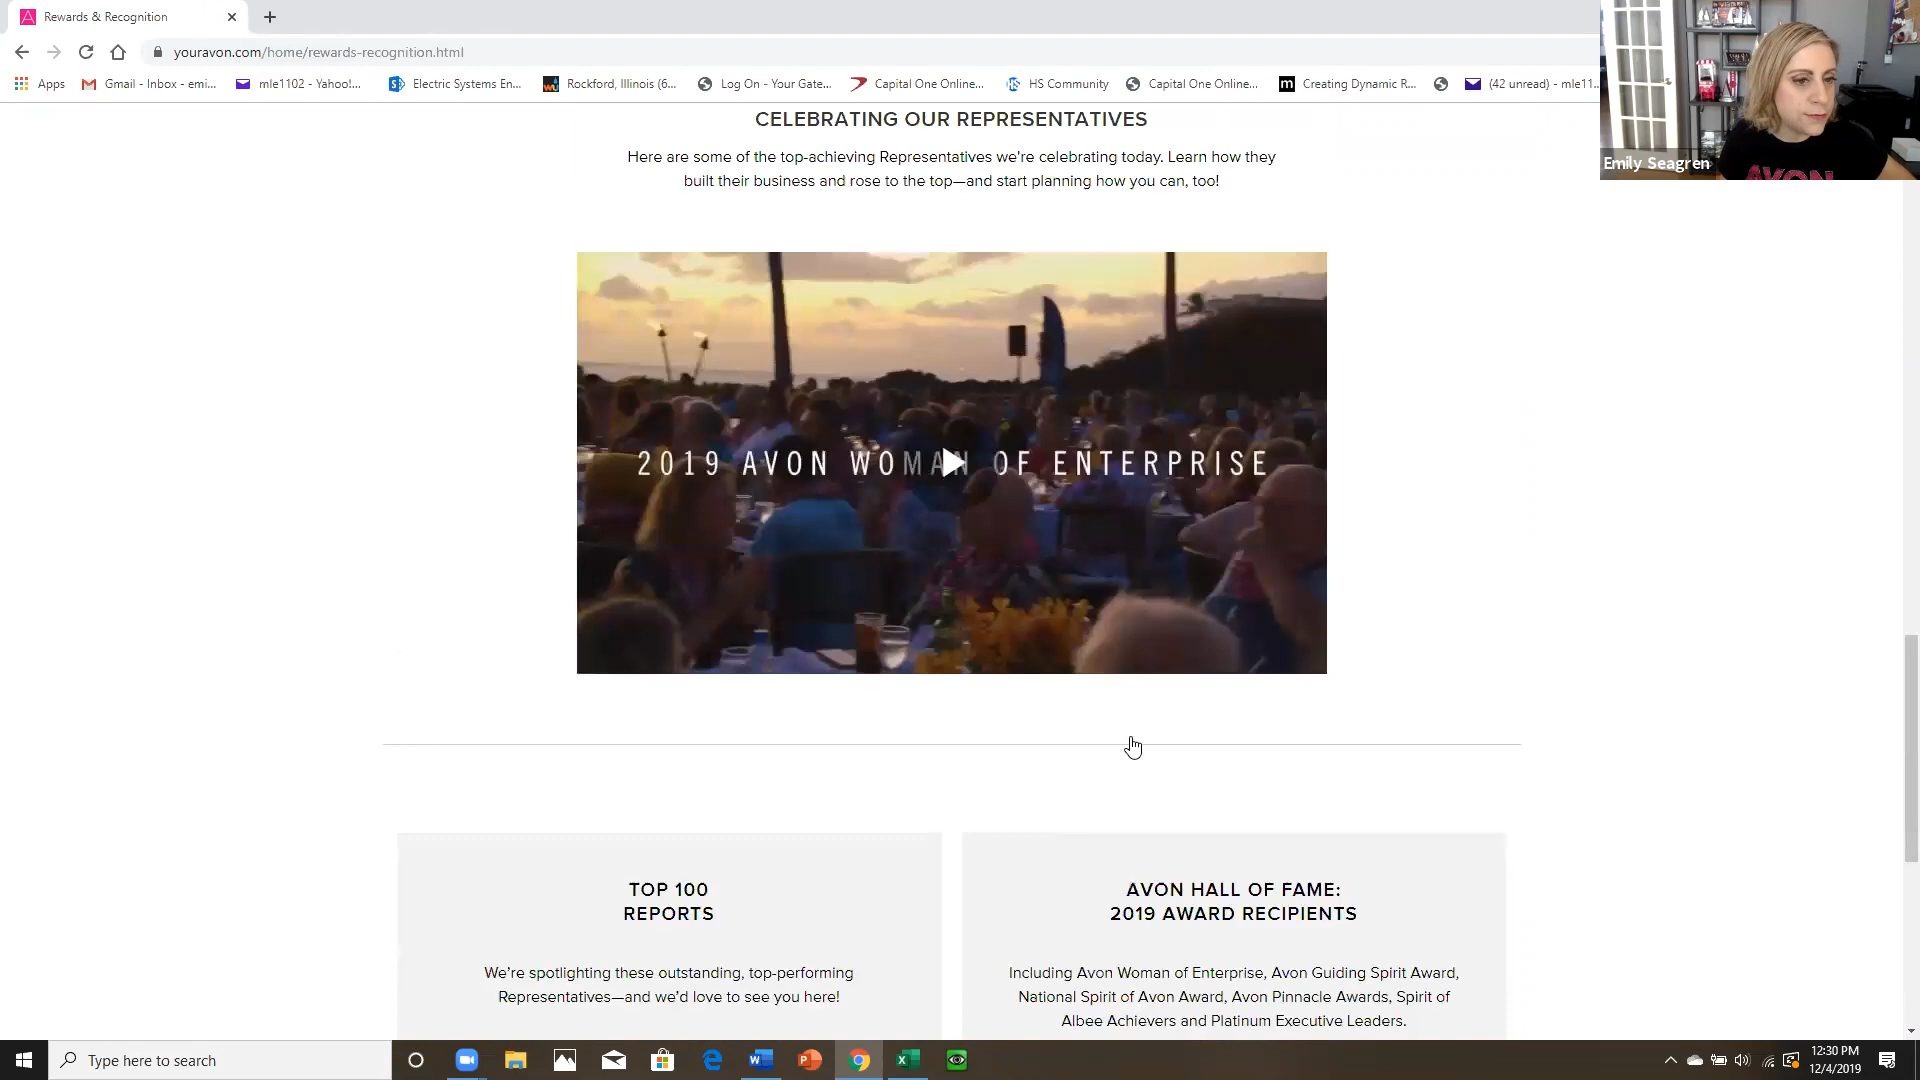 Rewards & Recognition
youravon.com/home/rewards-recognition.html
Apps
Gmail - Inbox - emi...
mle1102 - Yahoo!...
Electric Systems En...
Rockford, Illinois (6...
Log On - Your Gate...
Capital One Online...
HS Community
Capital One Online...
Creating Dynamic R...
(42 unread) - mle11...
Emily Seagren
AVON
CELEBRATING OUR REPRESENTATIVES
Here are some of the top-achieving Representatives we're celebrating today. Learn how they
built their business and rose to the top—and start planning how you can, too!
2019 AVON WOMAN OF ENTERPRISE
TOP 100
REPORTS
We're spotlighting these outstanding, top-performing
Representatives—and we'd love to see you here!
AVON HALL OF FAME:
2019 AWARD RECIPIENTS
Including Avon Woman of Enterprise, Avon Guiding Spirit Award,
National Spirit of Avon Award, Avon Pinnacle Awards, Spirit of
Albee Achievers and Platinum Executive Leaders.
Type here to search
12:30 PM
12/4/2019